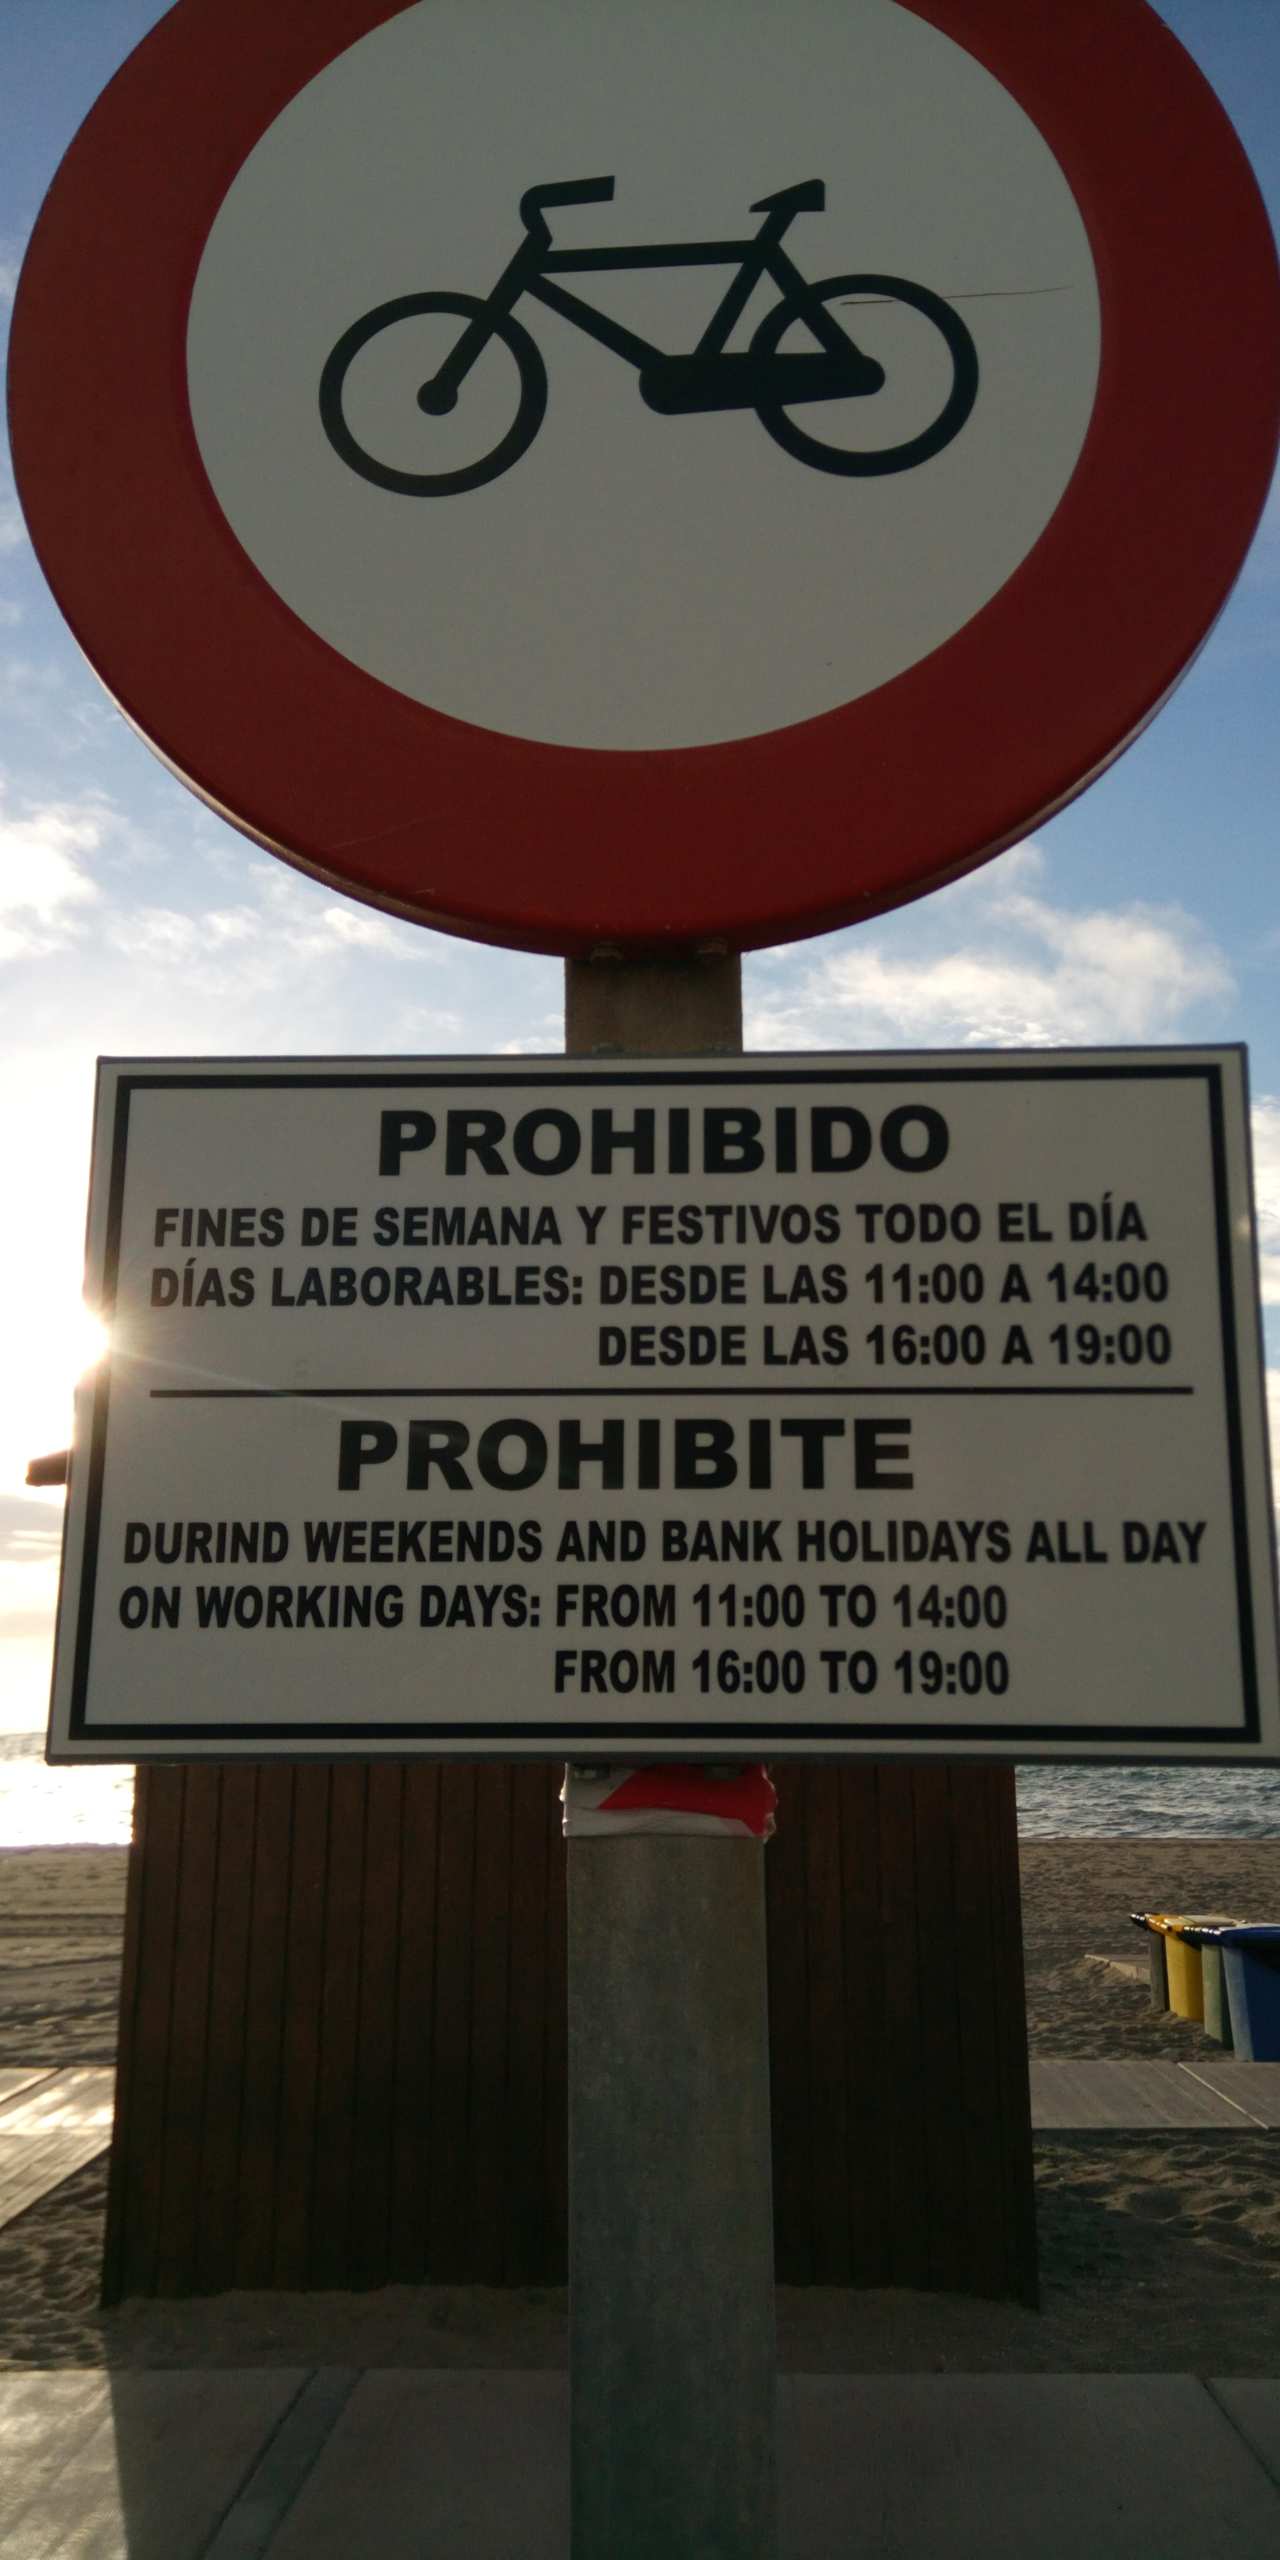 PROHIBIDO
FINES DE SEMANA Y FESTIVOS TODO EL DÍA
DÍAS LABORABLES: DESDE LAS 11:00 A 14:00
DESDE LAS 16:00 A 19:00
PROHIBITE
DURIND WEEKENDS AND BANK HOLIDAYS ALL DAY
ON WORKING DAYS: FROM 11:00 TO 14:00
FROM 16:00 TO 19:00